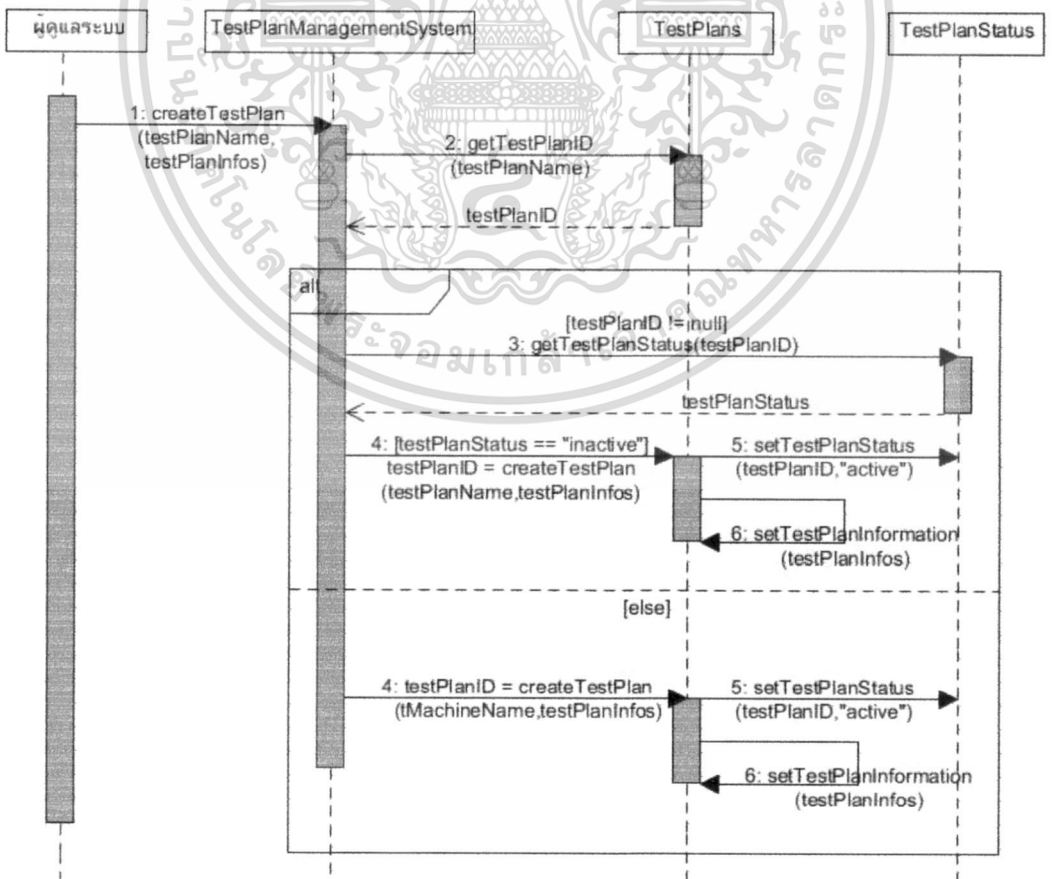 ผู้ดูแลระบบ
TestPlanManagementSystem
TestPlans
TestPlanStatus
1: createTestPlan
(testPlanName,
testPlanInfos)
2: getTestPlanID
(testPlanName)
testPlanID
alt
[testPlanID != null]
3: getTestPlanStatus(testPlanID)
testPlanStatus
4: [testPlanStatus == "inactive"]
testPlanID = createTestPlan
(testPlanName,testPlanInfos)
5: setTestPlanStatus
(testPlanID,"active")
6: setTestPlanInformation
(testPlanInfos)
[else]
4: testPlanID = createTestPlan
(tMachineName,testPlanInfos)
5: setTestPlanStatus
(testPlanID,"active")
6: setTestPlanInformation
(testPlanInfos)